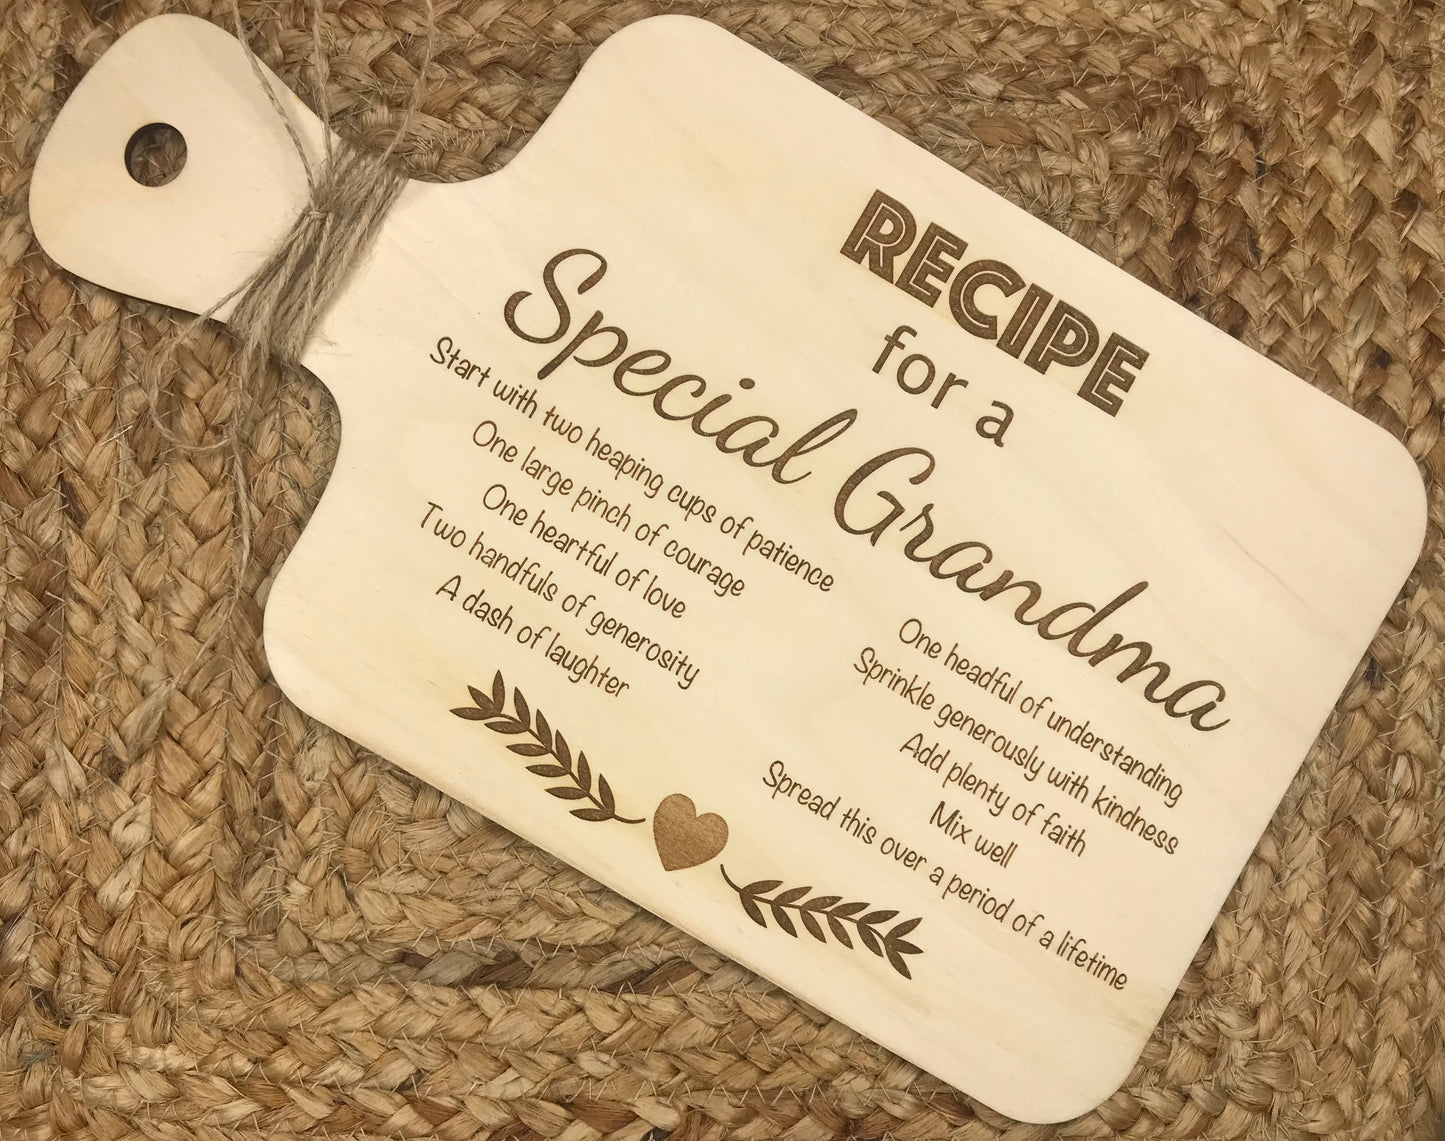 RECIPE
for a
Special Grandma
Start with two heaping cups of patience
One large pinch of courage
One heartful of love
Two handfuls of generosity
A dash of laughter
One headful of understanding
Sprinkle generously with kindness
Add plenty of faith
Mix well
Spread this over a period of a lifetime